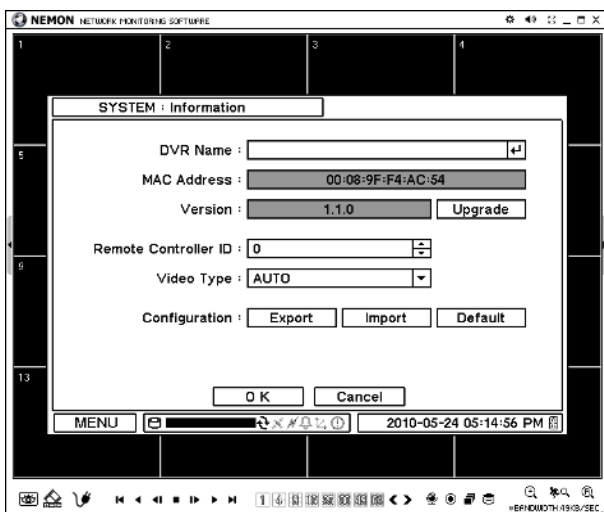 NEMON NETWORK MONITORING SOFTWARE
1 2 3 4
SYSTEM : Information
DVR Name :
5
MAC Address : 00:08:9F:F4:AC:54
Version : 1.1.0 Upgrade
Remote Controller ID : 0
9
Video Type : AUTO
Configuration : Export Import Default
13
O K Cancel
MENU 2010-05-24 05:14:56 PM
1 4
BANDWIDTH:49KB/SEC.